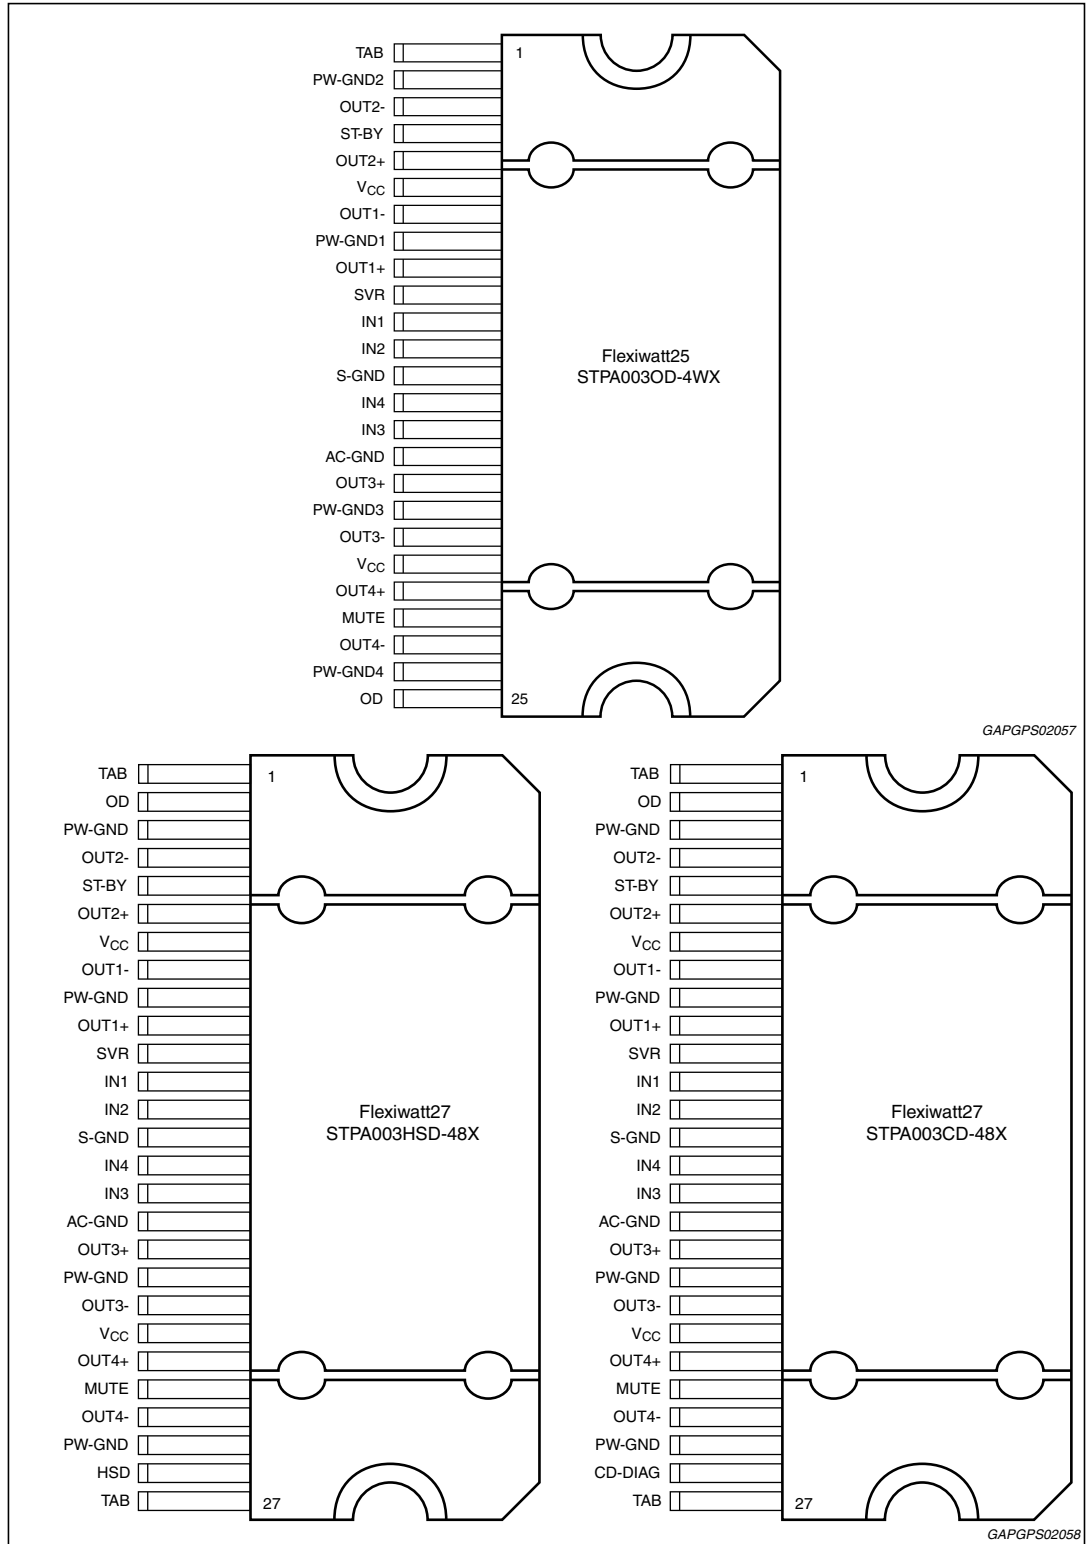 TAB
1
PW-GND2
OUT2-
ST-BY
OUT2+
VCC
OUT1-
PW-GND1
OUT1+
SVR
IN1
IN2
Flexiwatt25
STPA003OD-4WX
S-GND
IN4
IN3
AC-GND
OUT3+
PW-GND3
OUT3-
VCC
OUT4+
MUTE
OUT4-
PW-GND4
OD
25
GAPGPS02057
TAB
1
OD
PW-GND
OUT2-
ST-BY
OUT2+
VCC
OUT1-
PW-GND
OUT1+
SVR
IN1
IN2
Flexiwatt27
STPA003HSD-48X
S-GND
IN4
IN3
AC-GND
OUT3+
PW-GND
OUT3-
VCC
OUT4+
MUTE
OUT4-
PW-GND
HSD
TAB
27
TAB
1
OD
PW-GND
OUT2-
ST-BY
OUT2+
VCC
OUT1-
PW-GND
OUT1+
SVR
IN1
IN2
Flexiwatt27
STPA003CD-48X
S-GND
IN4
IN3
AC-GND
OUT3+
PW-GND
OUT3-
VCC
OUT4+
MUTE
OUT4-
PW-GND
CD-DIAG
TAB
27
GAPGPS02058